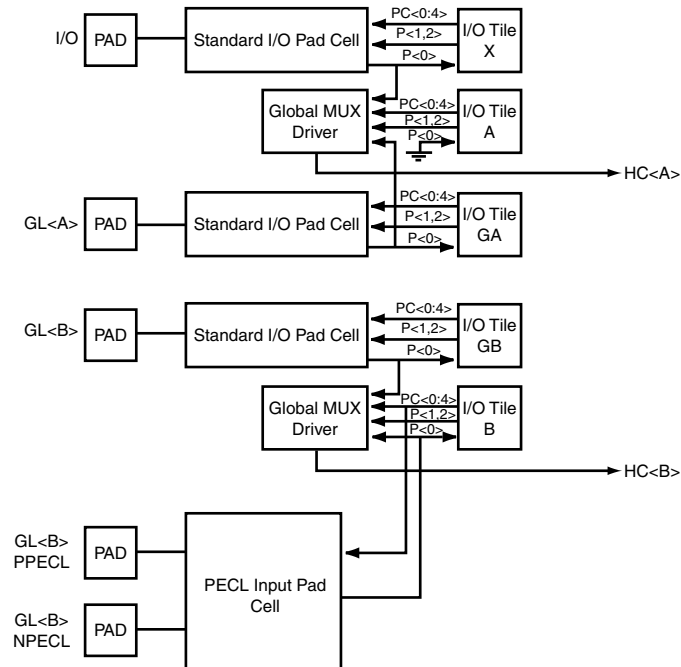 I/O
PAD
Standard I/O Pad Cell
PC<0:4>
P<1,2>
P<0>
I/O Tile
X
Global MUX
Driver
PC<0:4>
P<1,2>
P<0>
I/O Tile
A
HC<A>
GL<A>
PAD
Standard I/O Pad Cell
PC<0:4>
P<1,2>
P<0>
I/O Tile
GA
GL<B>
PAD
Standard I/O Pad Cell
PC<0:4>
P<1,2>
P<0>
I/O Tile
GB
Global MUX
Driver
PC<0:4>
P<1,2>
P<0>
I/O Tile
B
HC<B>
GL<B>
PPECL
PAD
PECL Input Pad
Cell
GL<B>
NPECL
PAD